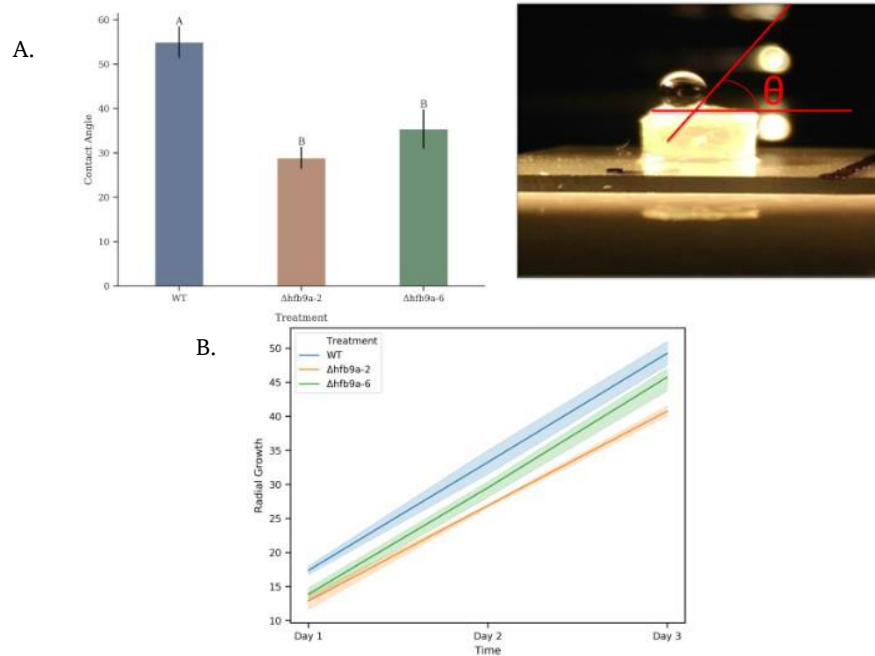 A.
60
50
40
30
20
10
0
Contact Angle
A
B
B
WT
Δhfb9a-2
Δhfb9a-6
Treatment
θ
B.
50
45
40
35
30
25
20
15
10
Radial Growth
Treatment
WT
Δhfb9a-2
Δhfb9a-6
Day 1
Day 2
Day 3
Time